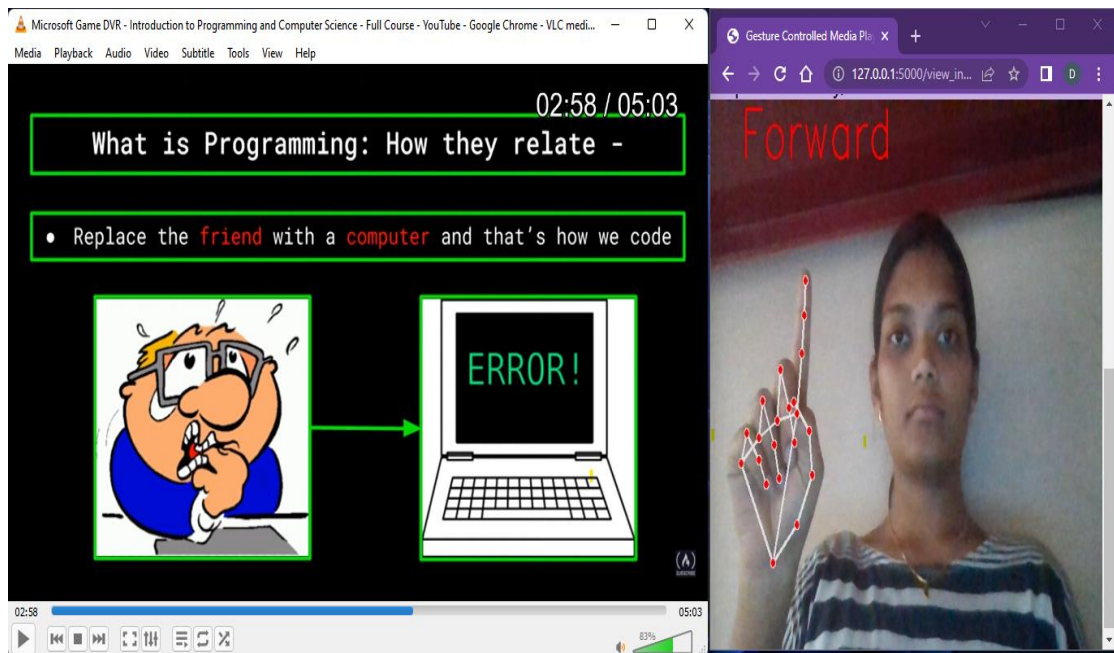 Microsoft Game DVR - Introduction to Programming and Computer Science - Full Course - YouTube - Google Chrome - VLC medi...
Media Playback Audio Video Subtitle Tools View Help
02:58 / 05:03
What is Programming: How they relate -
• Replace the friend with a computer and that's how we code
ERROR!
SUBSCRIBE
02:58 05:03
83%
Gesture Controlled Media Pla
127.0.0.1:5000/view_in...
D
Forward